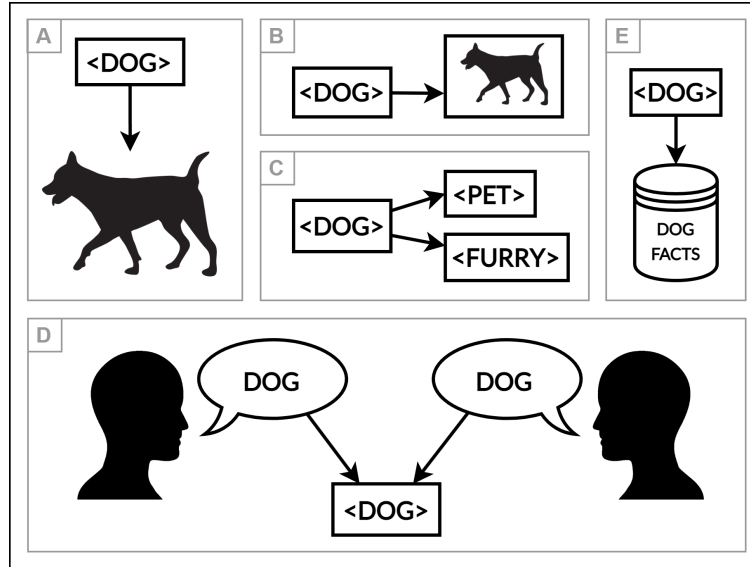 A
<DOG>
B
<DOG>
C
<DOG>
<PET>
<FURRY>
E
<DOG>
DOG
FACTS
D
DOG
DOG
<DOG>